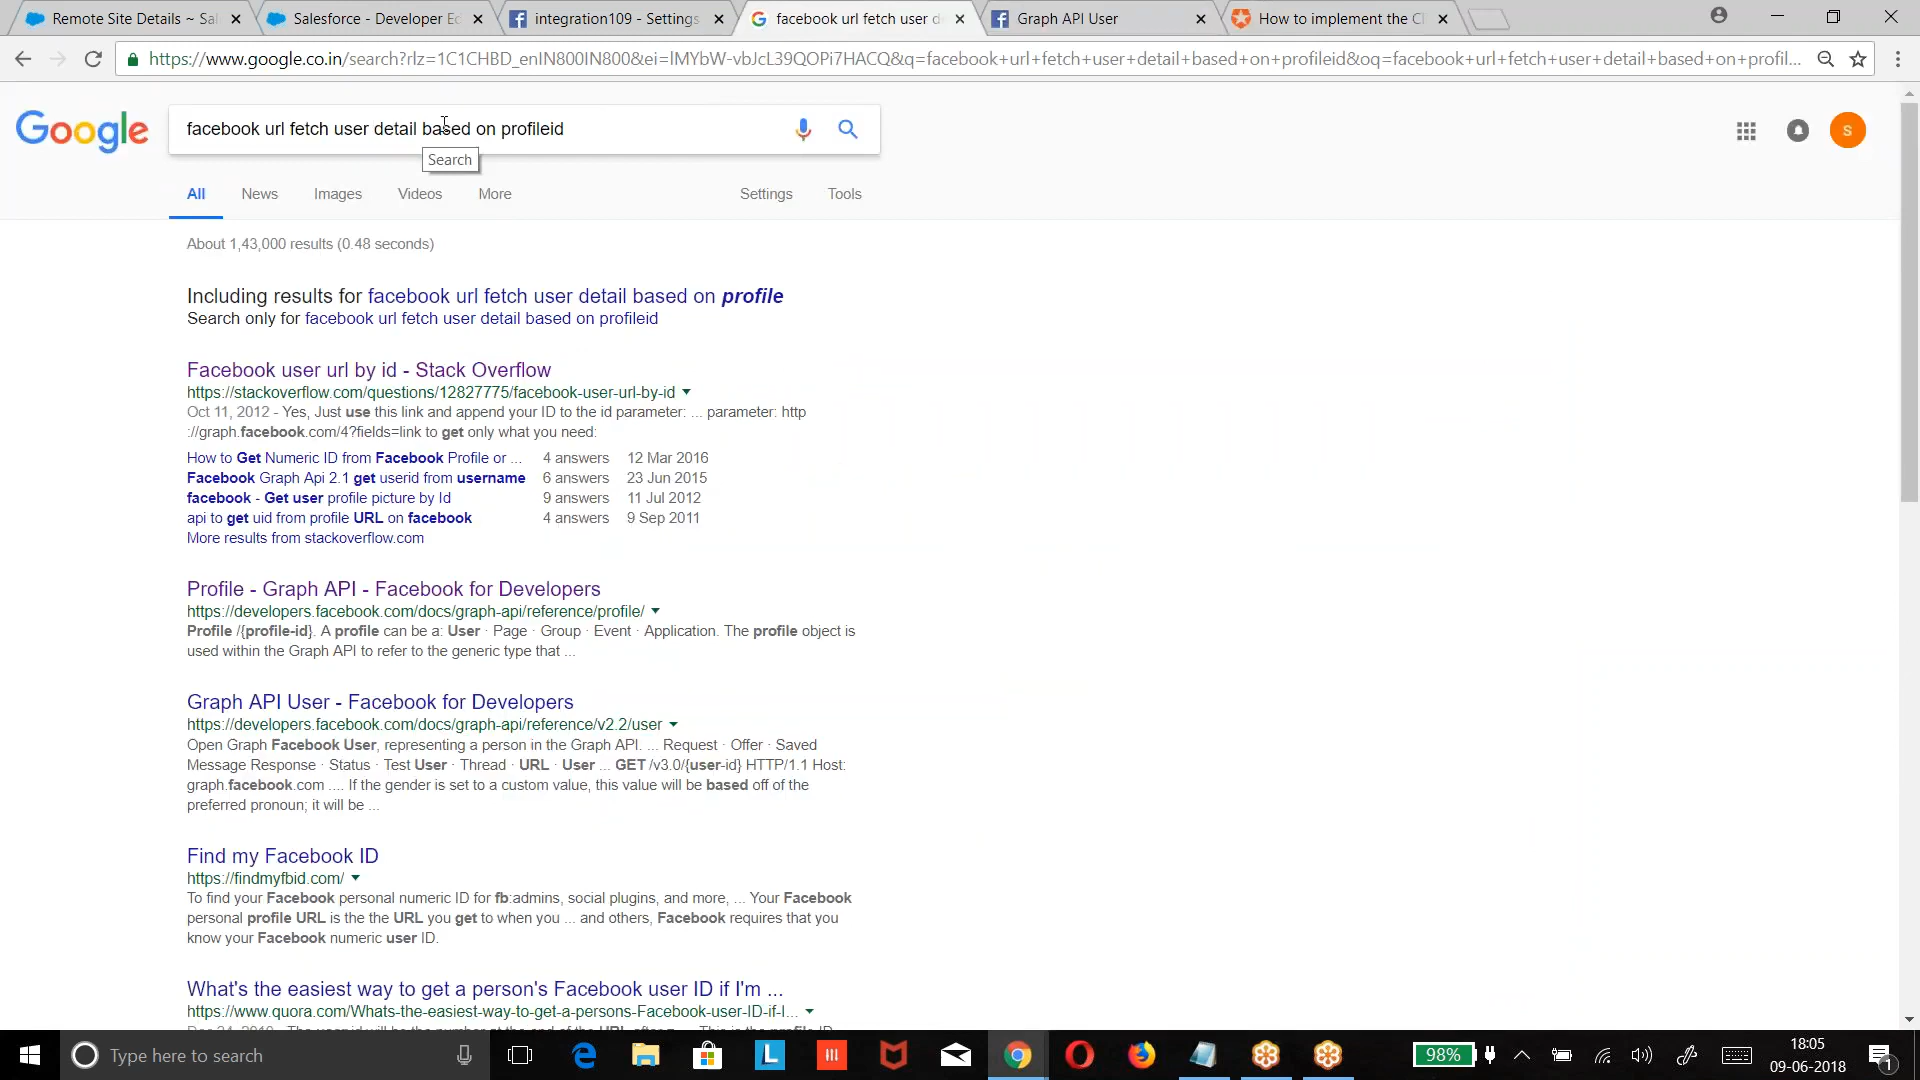 Remote Site Details ~ Sal
Salesforce - Developer Ed
integration109 - Settings
facebook url fetch user d
Graph API User
How to implement the Cl
https://www.google.co.in/search?rlz=1C1CHBD_enIN800IN800&ei=lMYbW-vbJcL39QOPi7HACQ&q=facebook+url+fetch+user+detail+based+on+profileid&oq=facebook+url+fetch+user+detail+based+on+profil...
Google
facebook url fetch user detail based on profileid
S
Search
All
News
Images
Videos
More
Settings
Tools
About 1,43,000 results (0.48 seconds)
Including results for facebook url fetch user detail based on profile
Search only for facebook url fetch user detail based on profileid
Facebook user url by id - Stack Overflow
https://stackoverflow.com/questions/12827775/facebook-user-url-by-id
Oct 11, 2012 - Yes, Just use this link and append your ID to the id parameter: ... parameter: http
://graph.facebook.com/4?fields=link to get only what you need:
How to Get Numeric ID from Facebook Profile or ... 4 answers 12 Mar 2016
Facebook Graph Api 2.1 get userid from username 6 answers 23 Jun 2015
facebook - Get user profile picture by Id 9 answers 11 Jul 2012
api to get uid from profile URL on facebook 4 answers 9 Sep 2011
More results from stackoverflow.com
Profile - Graph API - Facebook for Developers
https://developers.facebook.com/docs/graph-api/reference/profile/
Profile /{profile-id}. A profile can be a: User · Page · Group · Event · Application. The profile object is
used within the Graph API to refer to the generic type that ...
Graph API User - Facebook for Developers
https://developers.facebook.com/docs/graph-api/reference/v2.2/user
Open Graph Facebook User, representing a person in the Graph API. ... Request · Offer · Saved
Message Response · Status · Test User · Thread · URL · User ... GET /v3.0/{user-id} HTTP/1.1 Host:
graph.facebook.com .... If the gender is set to a custom value, this value will be based off of the
preferred pronoun; it will be ...
Find my Facebook ID
https://findmyfbid.com/
To find your Facebook personal numeric ID for fb:admins, social plugins, and more, ... Your Facebook
personal profile URL is the the URL you get to when you ... and others, Facebook requires that you
know your Facebook numeric user ID.
What's the easiest way to get a person's Facebook user ID if I'm ...
https://www.quora.com/Whats-the-easiest-way-to-get-a-persons-Facebook-user-ID-if-I...
Type here to search
98%
18:05
09-06-2018
1